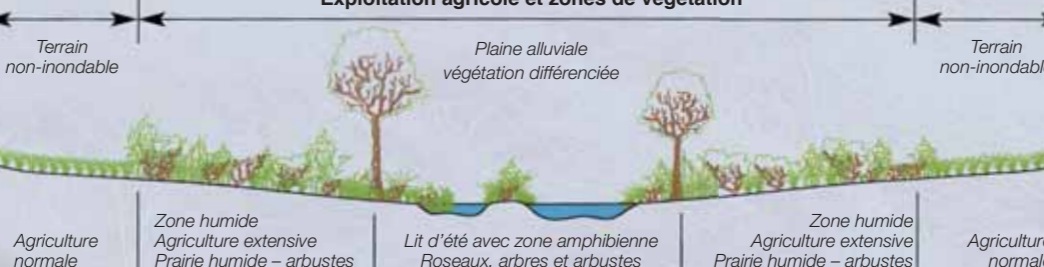 Exploitation agricole et zones de végétation
Terrain
non-inondable
Plaine alluviale
végétation différenciée
Terrain
non-inondable
Agriculture
normale
Zone humide
Agriculture extensive
Prairie humide – arbustes
Lit d'été avec zone amphibienne
Roseaux, arbres et arbustes
Zone humide
Agriculture extensive
Prairie humide – arbustes
Agriculture
normale